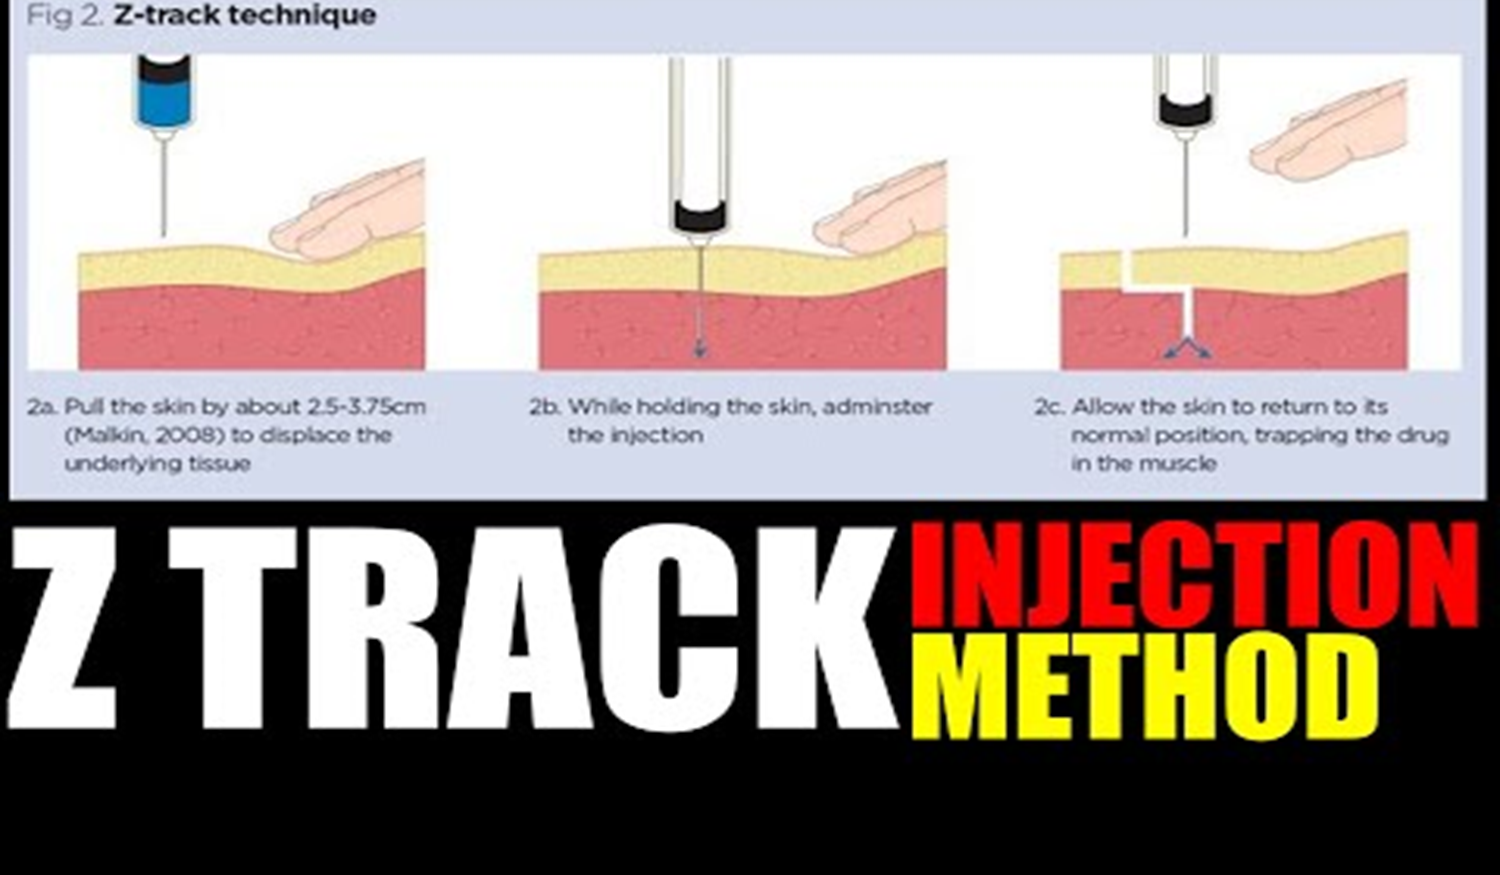 Fig 2. Z-track technique
2a. Pull the skin by about 2.5-3.75cm
(Malkin, 2008) to displace the
underlying tissue
2b. While holding the skin, adminster
the injection
2c. Allow the skin to return to its
normal position, trapping the drug
in the muscle
Z TRACK INJECTION
METHOD